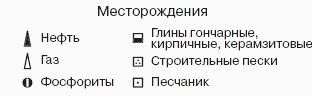 Месторождения
Нефть
Газ
Фосфориты
Глины гончарные,
кирпичные, керамзитовые
Строительные пески
Песчаник